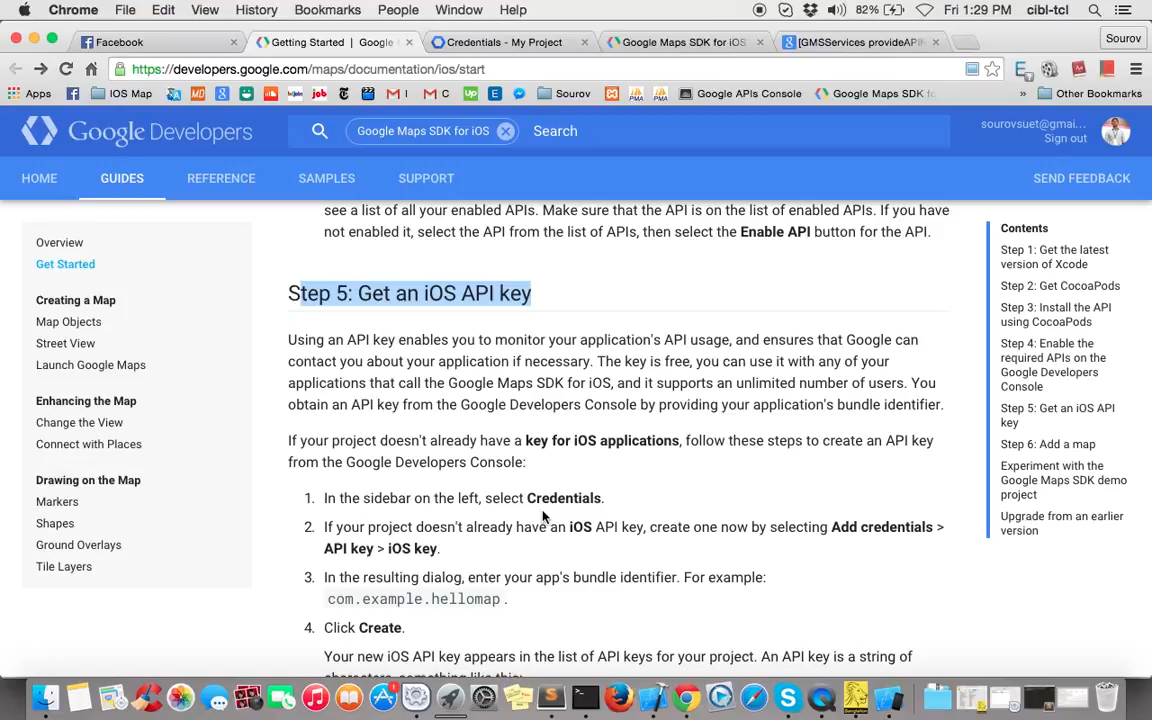 Chrome File Edit View History Bookmarks People Window Help 82% Fri 1:29 PM cibl-tcl
Facebook Getting Started | Google Credentials - My Project Google Maps SDK for iOS [GMSServices provideAPIK Sourov
https://developers.google.com/maps/documentation/ios/start
Apps IOS Map M I M C Sourov Google APIs Console Google Maps SDK fo » Other Bookmarks
Google Developers Google Maps SDK for iOS Search sourovsuet@gmai...
Sign out
HOME GUIDES REFERENCE SAMPLES SUPPORT SEND FEEDBACK
Overview
Get Started
Creating a Map
Map Objects
Street View
Launch Google Maps
Enhancing the Map
Change the View
Connect with Places
Drawing on the Map
Markers
Shapes
Ground Overlays
Tile Layers
see a list of all your enabled APIs. Make sure that the API is on the list of enabled APIs. If you have
not enabled it, select the API from the list of APIs, then select the Enable API button for the API.
Step 5: Get an iOS API key
Using an API key enables you to monitor your application's API usage, and ensures that Google can
contact you about your application if necessary. The key is free, you can use it with any of your
applications that call the Google Maps SDK for iOS, and it supports an unlimited number of users. You
obtain an API key from the Google Developers Console by providing your application's bundle identifier.
If your project doesn't already have a key for iOS applications, follow these steps to create an API key
from the Google Developers Console:
1. In the sidebar on the left, select Credentials.
2. If your project doesn't already have an iOS API key, create one now by selecting Add credentials >
API key > iOS key.
3. In the resulting dialog, enter your app's bundle identifier. For example:
com.example.hellomap .
4. Click Create.
Your new iOS API key appears in the list of API keys for your project. An API key is a string of
characters, something like this:
Contents
Step 1: Get the latest
version of Xcode
Step 2: Get CocoaPods
Step 3: Install the API
using CocoaPods
Step 4: Enable the
required APIs on the
Google Developers
Console
Step 5: Get an iOS API
key
Step 6: Add a map
Experiment with the
Google Maps SDK demo
project
Upgrade from an earlier
version